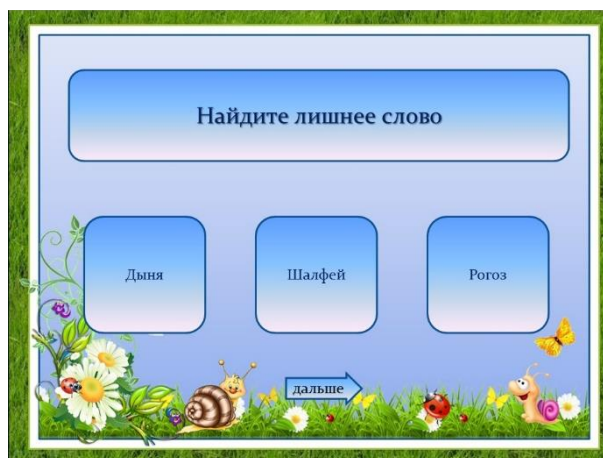 Найдите лишнее слово
Дыня
Шалфей
Рогоз
дальше